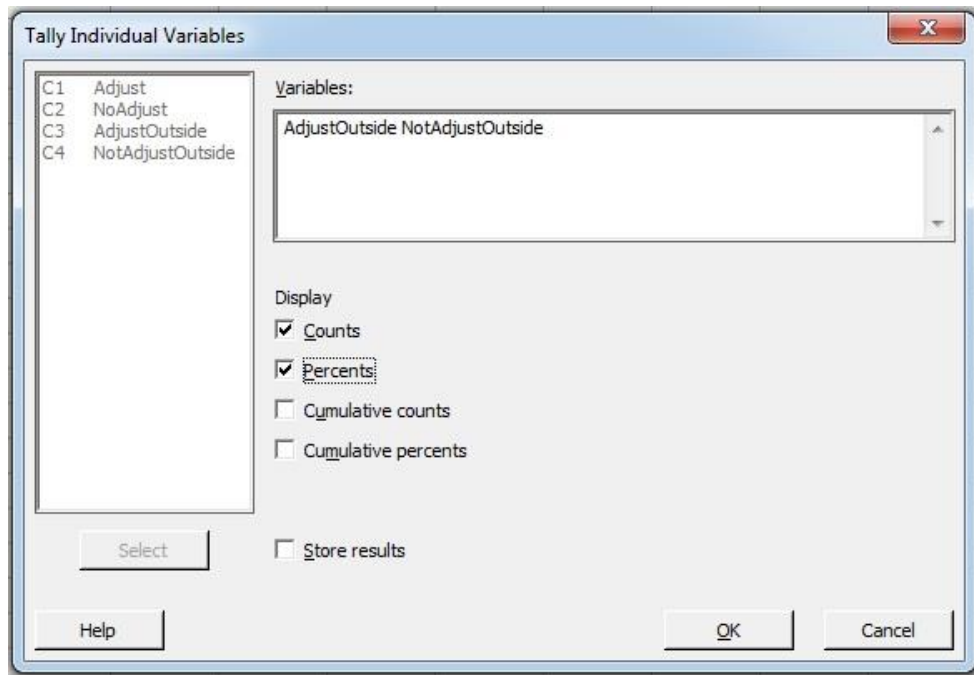 Tally Individual Variables
C1 Adjust
C2 NoAdjust
C3 AdjustOutside
C4 NotAdjustOutside
Select
Variables:
AdjustOutside NotAdjustOutside
Display
Counts
Percents
Cumulative counts
Cumulative percents
Store results
Help
OK
Cancel